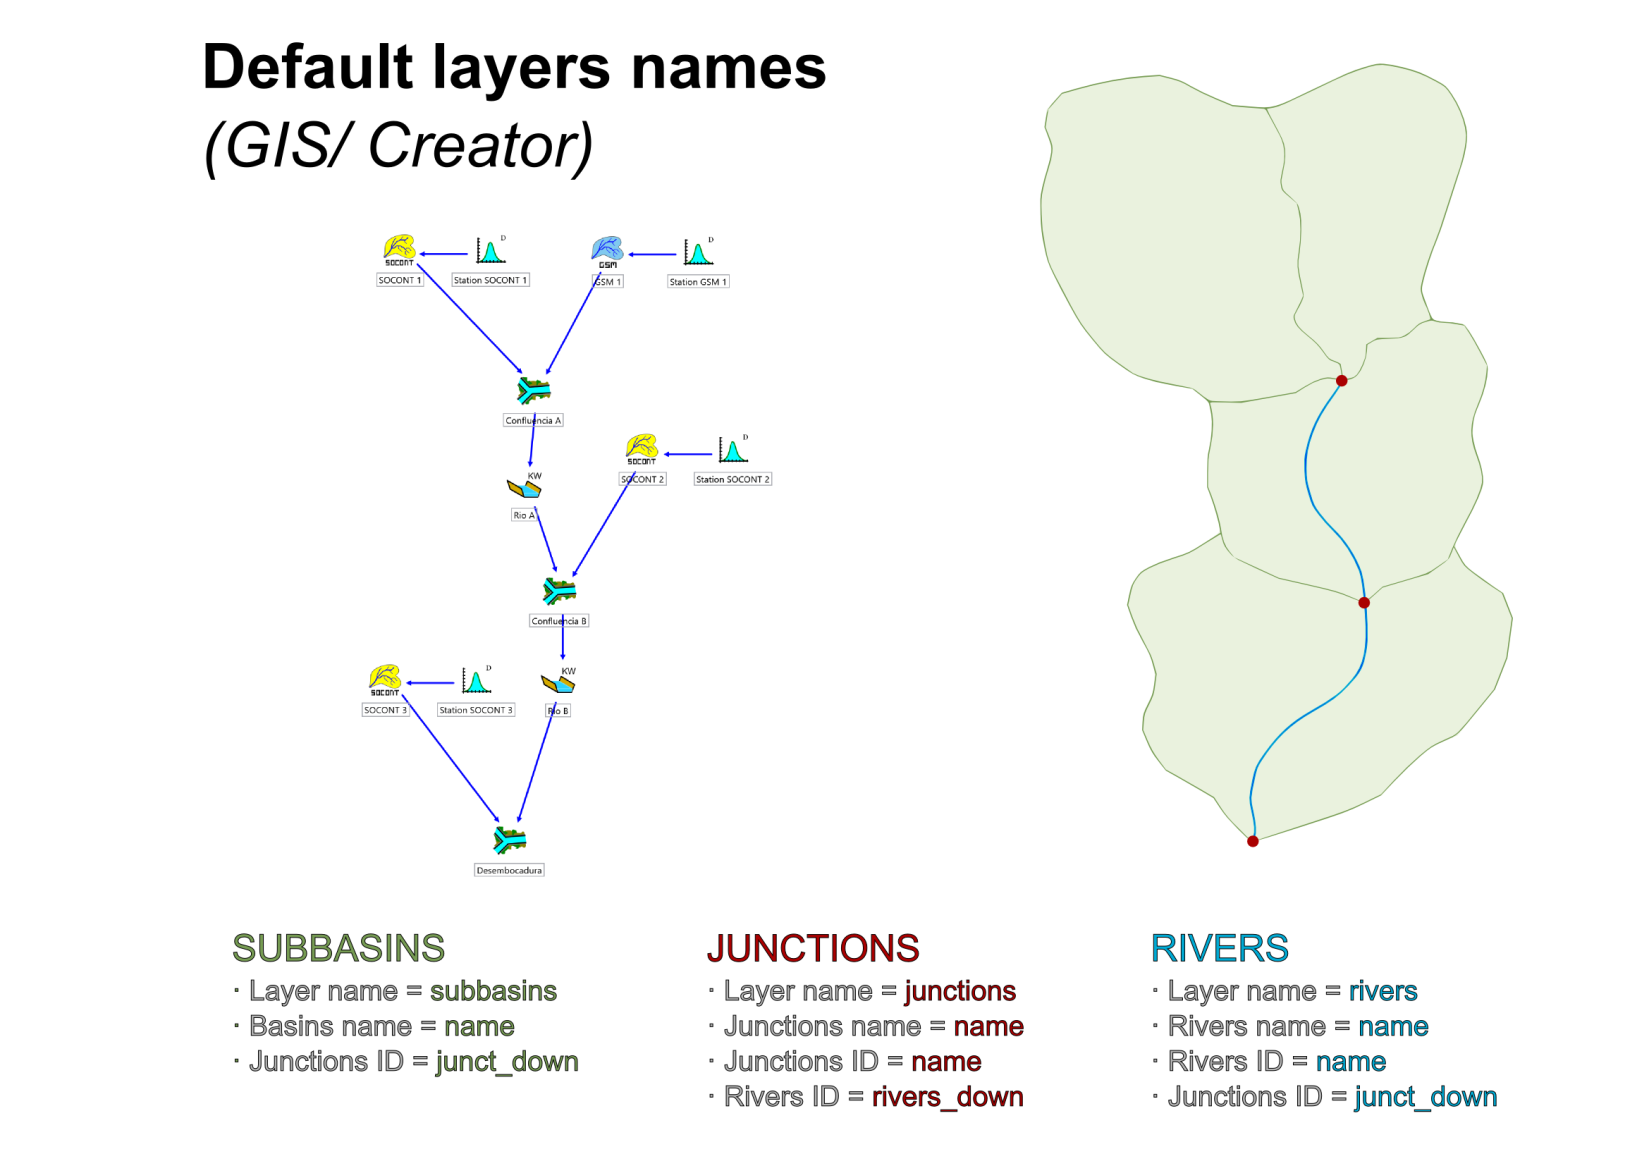 Default layers names
(GIS/ Creator)
D
D
SOCONT
GSM
SOCONT 1
Station SOCONT 1
GSM 1
Station GSM 1
Confluencia A
D
SOCONT
KW
SOCONT 2
Station SOCONT 2
Rio A
Confluencia B
D
KW
SOCONT
SOCONT 3
Station SOCONT 3
Rio B
Desembocadura
SUBBASINS
· Layer name = subbasins
· Basins name = name
· Junctions ID = junct_down
JUNCTIONS
· Layer name = junctions
· Junctions name = name
· Junctions ID = name
· Rivers ID = rivers_down
RIVERS
· Layer name = rivers
· Rivers name = name
· Rivers ID = name
· Junctions ID = junct_down